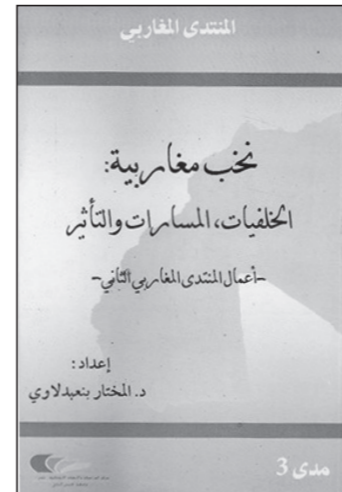 المنتدى المغاربي
نخب مغاربية:
الخلفيات، المسارات والتأثير
-أعمال المنتدى المغاربي الثاني-
إعداد:
د. المختار بنعبدلاوي
مدى 3